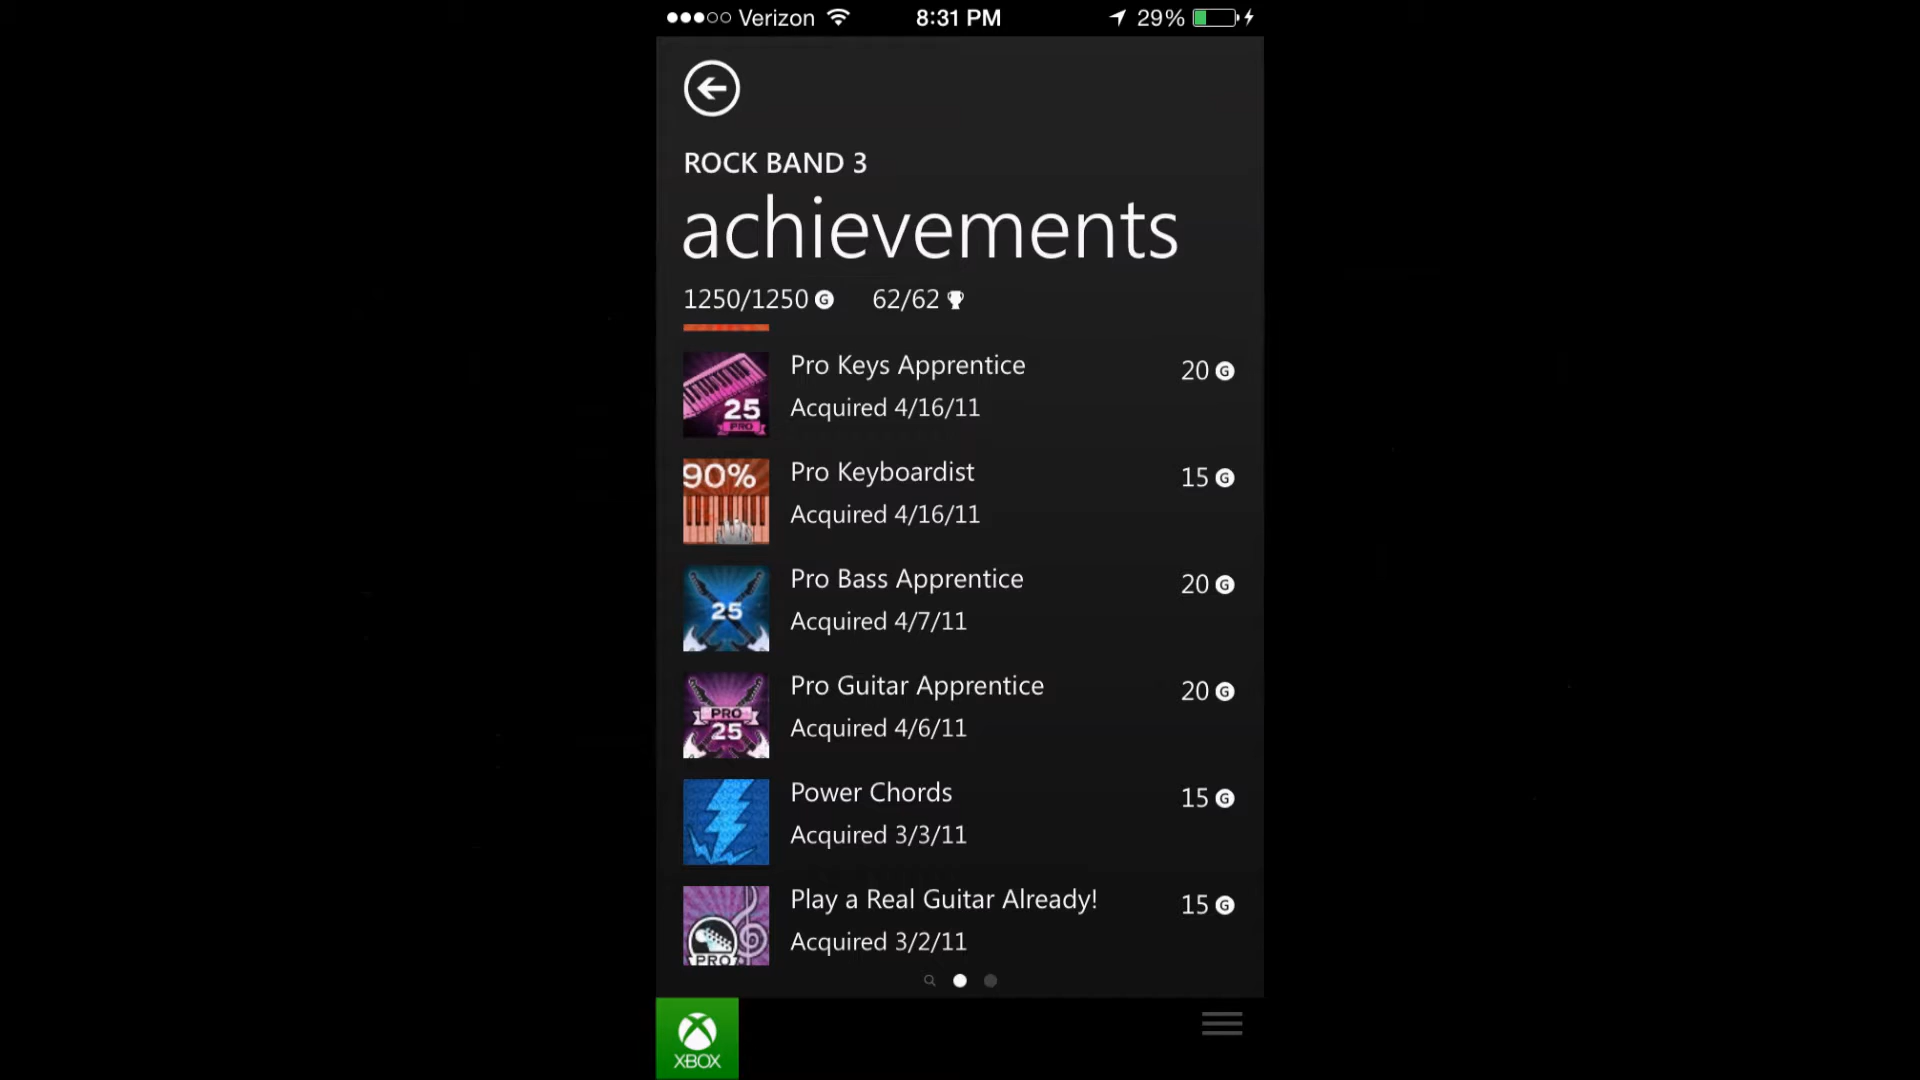 Verizon 8:31 PM 29%
ROCK BAND 3
achievements
1250/1250 G 62/62
Pro Keys Apprentice 20 G
25
PRO
Acquired 4/16/11
90%
Pro Keyboardist 15 G
Acquired 4/16/11
Pro Bass Apprentice 20 G
25
Acquired 4/7/11
Pro Guitar Apprentice 20 G
PRO
25
Acquired 4/6/11
Power Chords 15 G
Acquired 3/3/11
Play a Real Guitar Already! 15 G
Acquired 3/2/11
PRO
XBOX